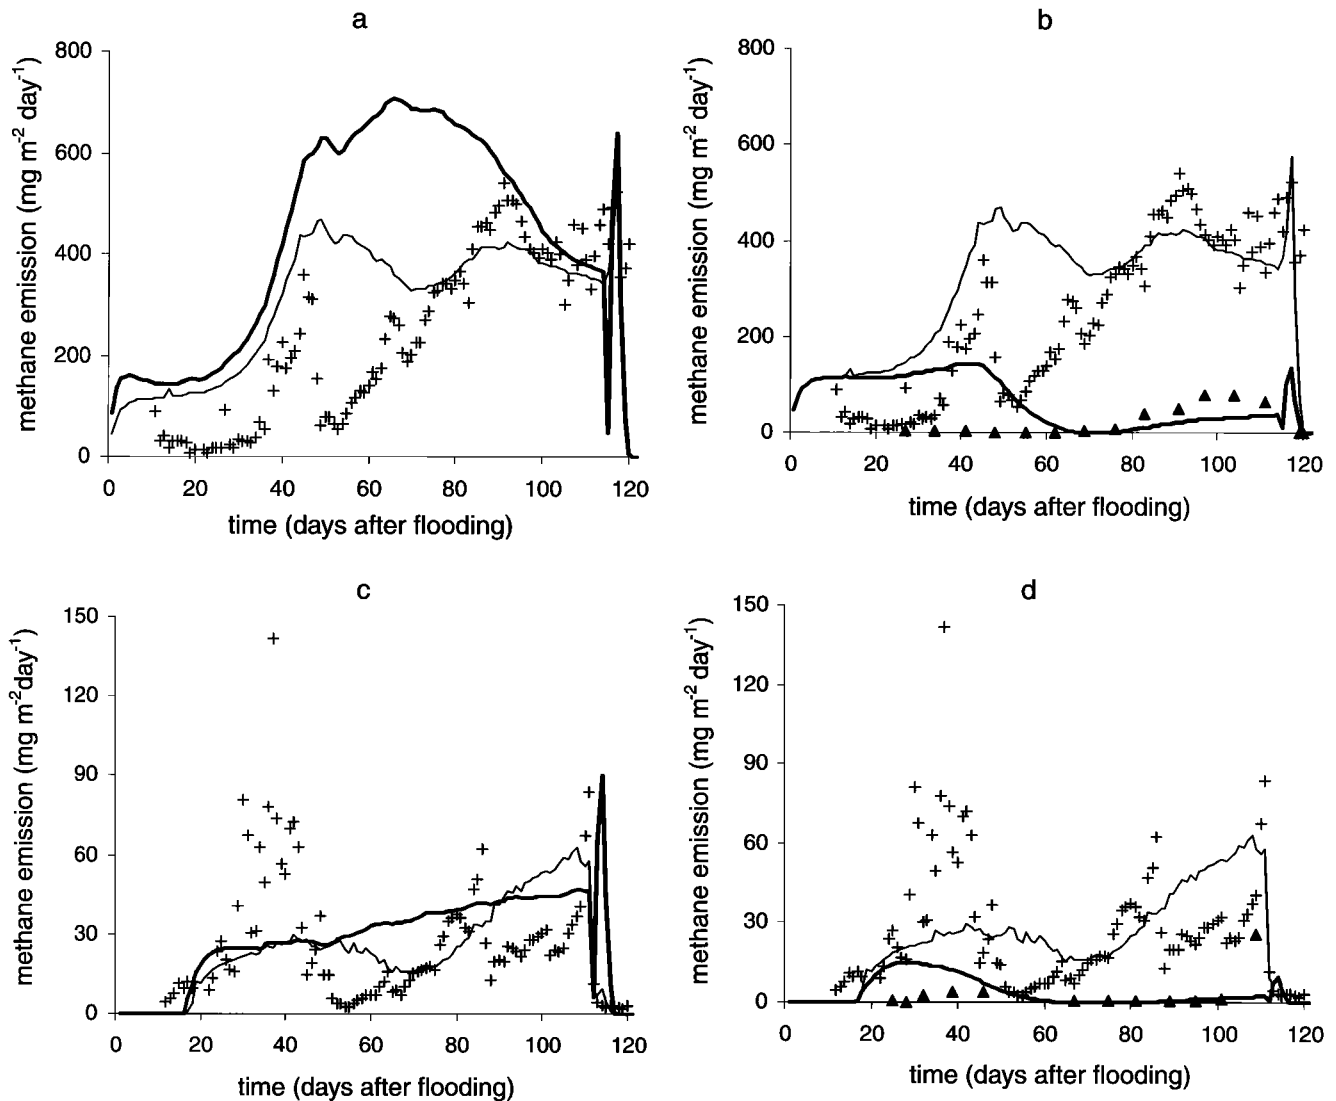 a
methane emission (mg m-2 day-1)
800
600
400
200
0
0 20 40 60 80 100 120
time (days after flooding)
b
methane emission (mg m-2 day-1)
800
600
400
200
0
0 20 40 60 80 100 120
time (days after flooding)
c
methane emission (mg m-2day-1)
150
120
90
60
30
0
0 20 40 60 80 100 120
time (days after flooding)
d
methane emission (mg m-2 day-1)
150
120
90
60
30
0
0 20 40 60 80 100 120
time (days after flooding)